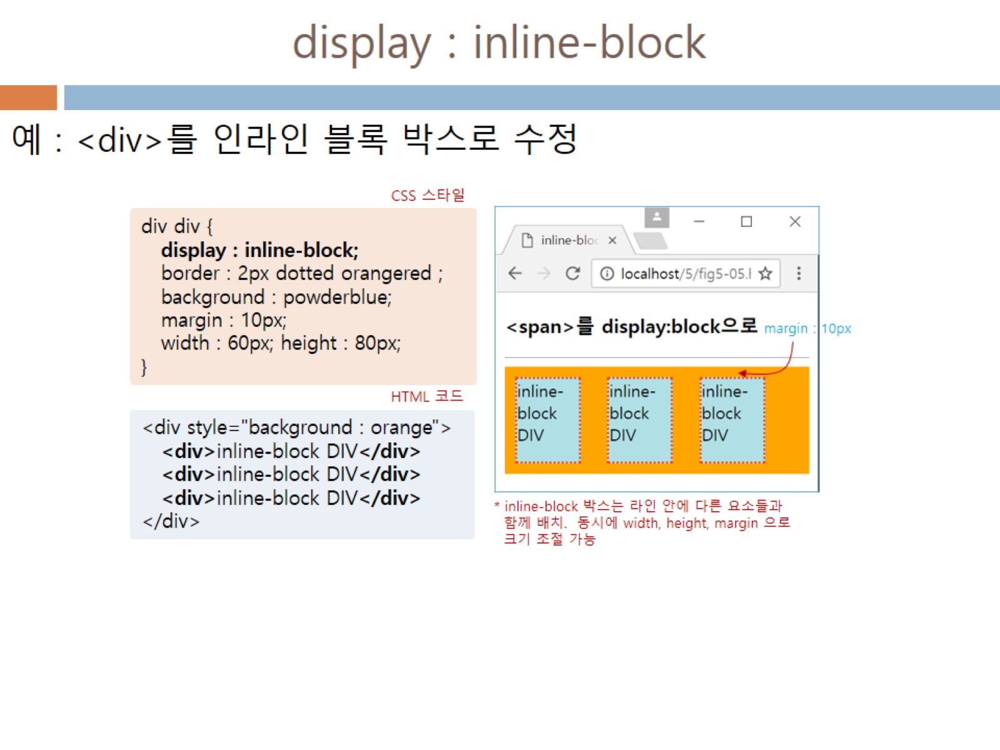 display : inline-block
예 : <div>를 인라인 블록 박스로 수정
CSS 스타일
div div {
display : inline-block;
border : 2px dotted orangered ;
background : powderblue;
margin : 10px;
width : 60px; height : 80px;
}
HTML 코드
<div style="background : orange">
<div>inline-block DIV</div>
<div>inline-block DIV</div>
<div>inline-block DIV</div>
</div>
inline-bloc
localhost/5/fig5-05.l
<span>를 display:block으로
margin : 10px
inline-
block
DIV
inline-
block
DIV
inline-
block
DIV
* inline-block 박스는 라인 안에 다른 요소들과
함께 배치. 동시에 width, height, margin 으로
크기 조절 가능